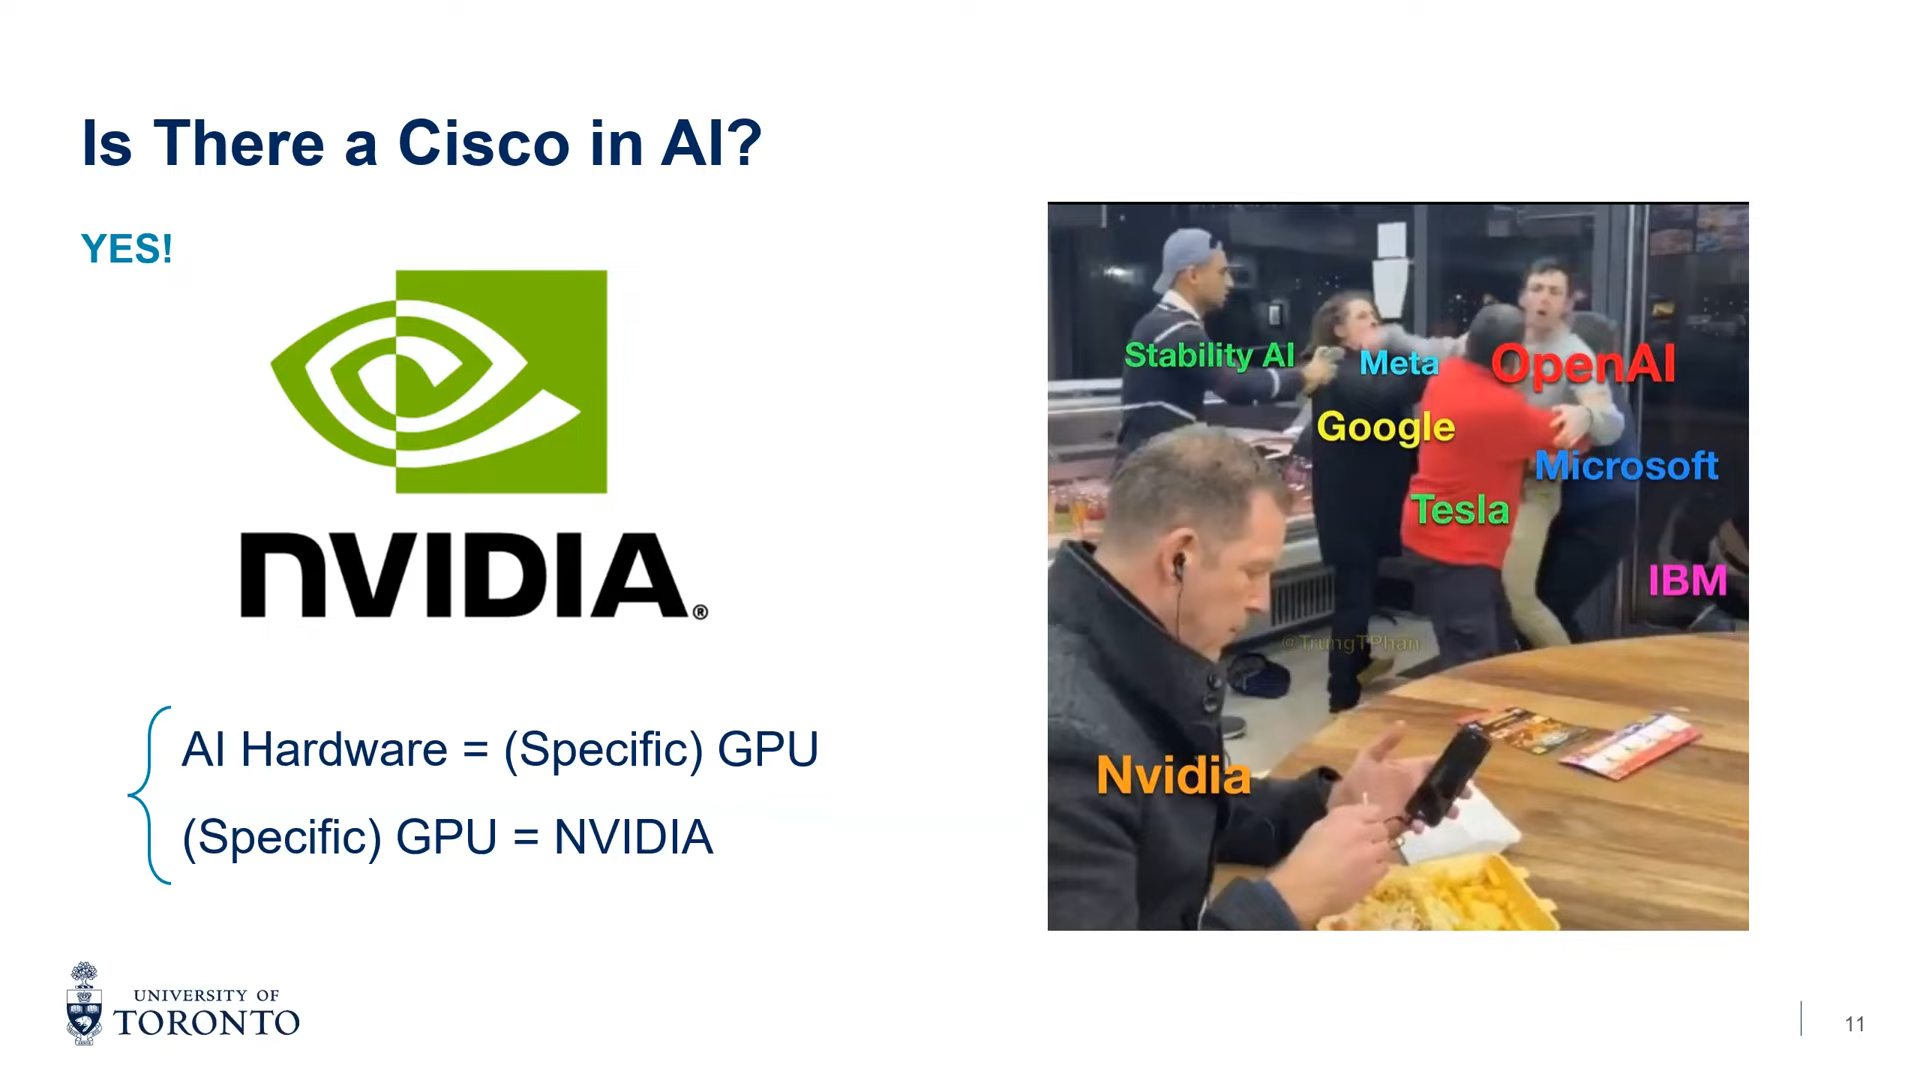 Is There a Cisco in AI?
YES!
NVIDIA®
AI Hardware = (Specific) GPU
(Specific) GPU = NVIDIA
Stability AI
Meta
OpenAI
Google
Microsoft
Tesla
IBM
@TrungTPhan
Nvidia
UNIVERSITY OF
TORONTO
11